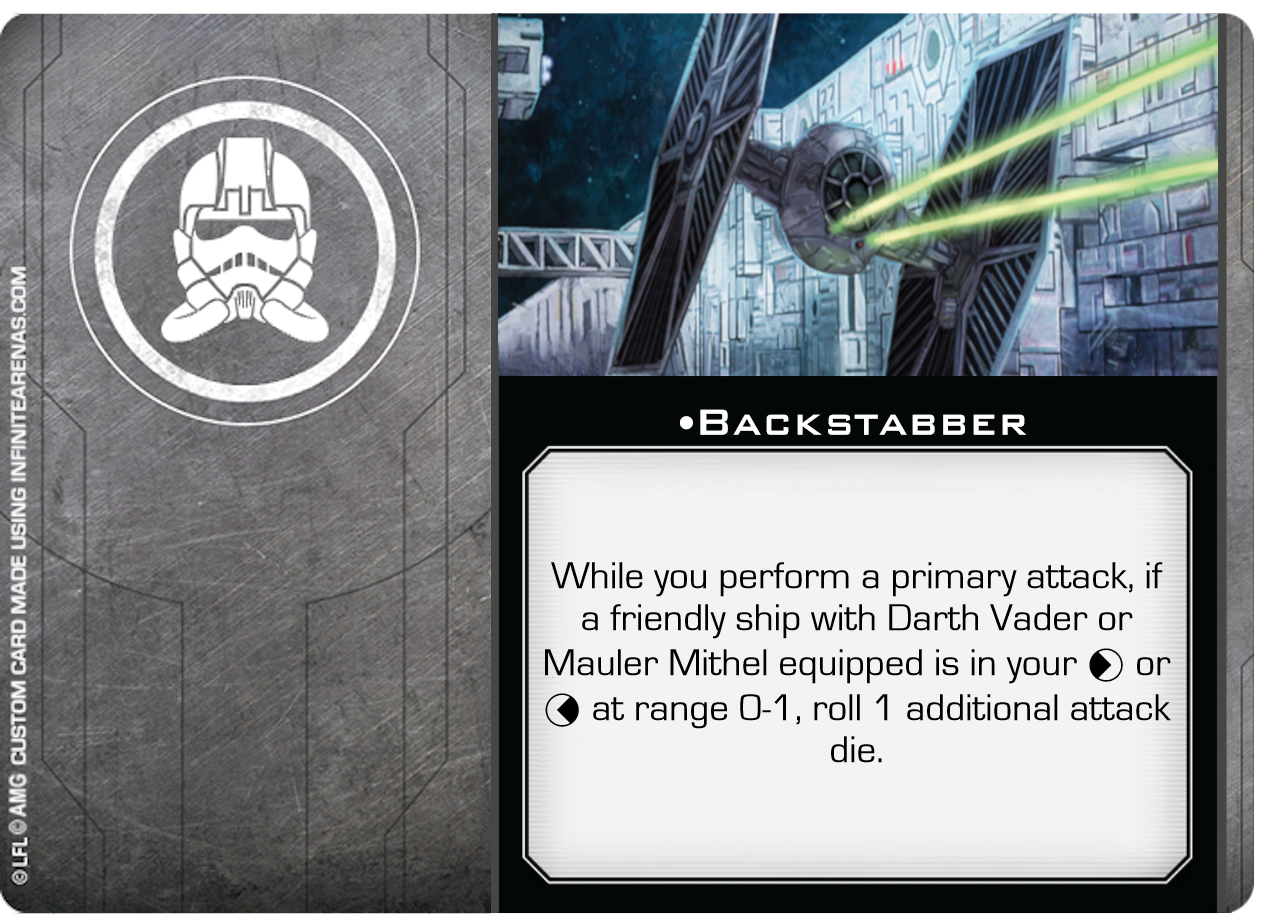 ©LFL ©AMG CUSTOM CARD MADE USING INFINITEARENAS.COM
•BACKSTABBER
While you perform a primary attack, if
a friendly ship with Darth Vader or
Mauler Mithel equipped is in your or
at range 0-1, roll 1 additional attack
die.